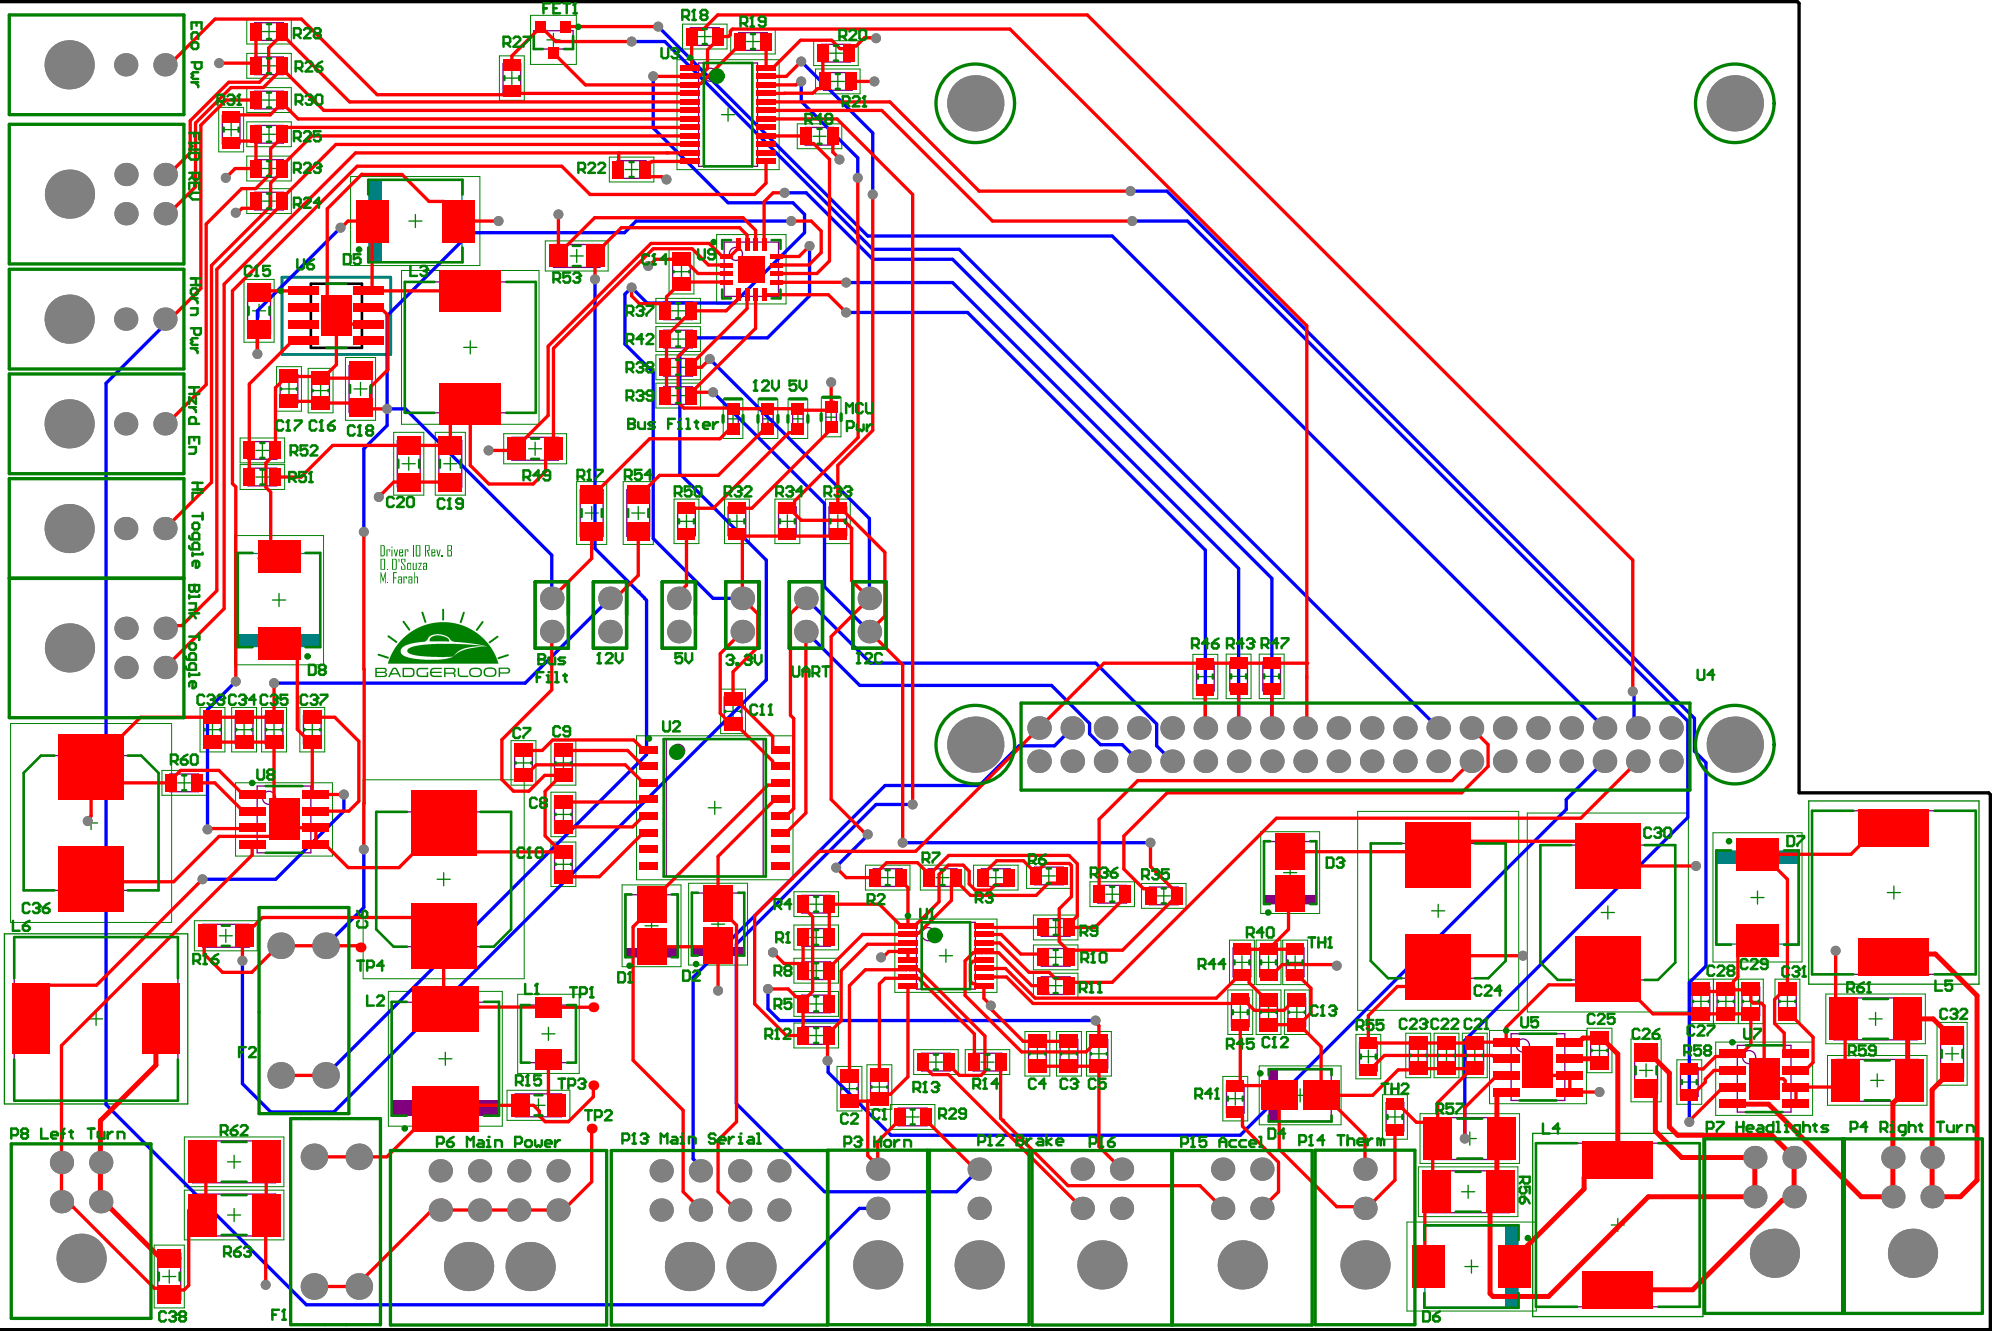 FET1
R18
R19
R20
R27
U3
R28
Eco Pwr
R26
R31
R30
R21
R48
R25
FWD REV
R23
R22
R24
D5
L3
U6
C15
R53
C14
U9
Horn Pwr
R37
R42
R38
R39
12V 5V
MCU
Pwr
Bus Filter
C17
C16
C18
Hzrd En
R52
R51
C20
C19
R49
R17
R54
R50
R32
R34
R33
HL Toggle
Driver IO Rev. B
D. D'Souza
M. Farah
BADGERLOOP
Blnk Toggle
D8
Bus
Filt
12V
5V
3.3V
UART
I2C
R46
R43
R47
U4
C33
C34
C35
C37
C11
U2
C7
C9
R60
U8
C8
C10
C36
L6
R16
TP4
R7
R6
R36
R35
R2
R3
R4
U1
R1
R9
R8
R10
R5
R11
R12
D1
D2
D3
C30
D7
R40
TH1
R44
C24
C13
R45
C12
L2
L1
TP1
F2
R15
TP3
TP2
R13
R14
C4
C3
C5
C2
C1
R29
R41
D4
R55
C23
C22
C21
U5
C25
C26
TH2
R57
L4
C28
C29
C31
C27
U7
R58
R61
L5
C32
R59
P8 Left Turn
R62
P6 Main Power
P13 Main Serial
P3 Horn
P12 Brake
P16
P15 Accel
P14 Therm
P7 Headlights
P4 Right Turn
R56
R63
F1
C38
D6